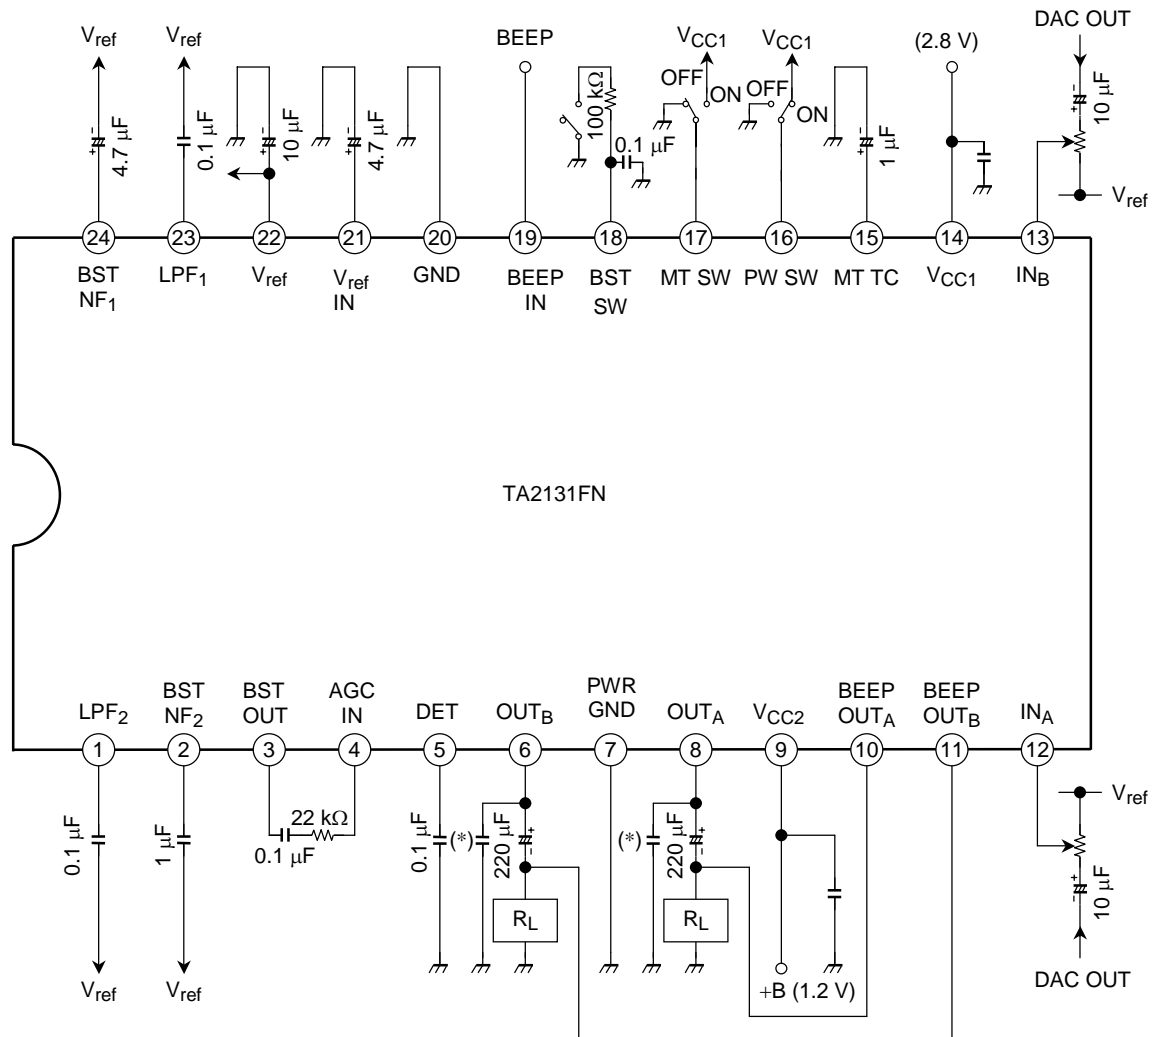 DAC OUT
Vref
Vref
BEEP
VCC1
VCC1
(2.8 V)
OFF
ON
OFF
ON
4.7 μF
0.1 μF
10 μF
4.7 μF
100 kΩ
0.1 μF
1 μF
10 μF
Vref
24
23
22
21
20
19
18
17
16
15
14
13
BST NF1
LPF1
Vref
Vref IN
GND
BEEP IN
BST SW
MT SW
PW SW
MT TC
VCC1
INB
TA2131FN
LPF2
BST NF2
BST OUT
AGC IN
DET
OUTB
PWR GND
OUTA
VCC2
BEEP OUTA
BEEP OUTB
INA
1
2
3
4
5
6
7
8
9
10
11
12
Vref
0.1 μF
1 μF
22 kΩ
0.1 μF
0.1 μF
(*)
220 μF
(*)
220 μF
10 μF
RL
RL
Vref
Vref
+B (1.2 V)
DAC OUT